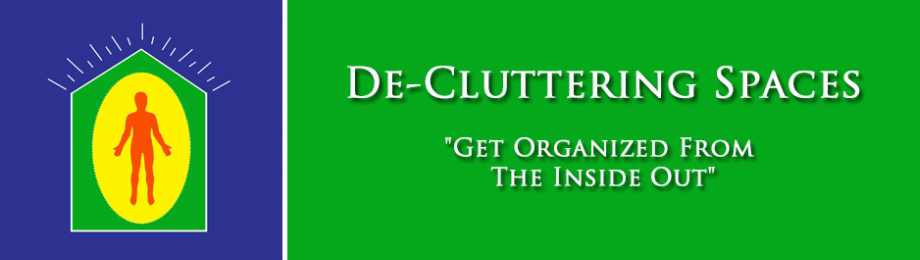 De-Cluttering Spaces
"Get Organized From
The Inside Out"